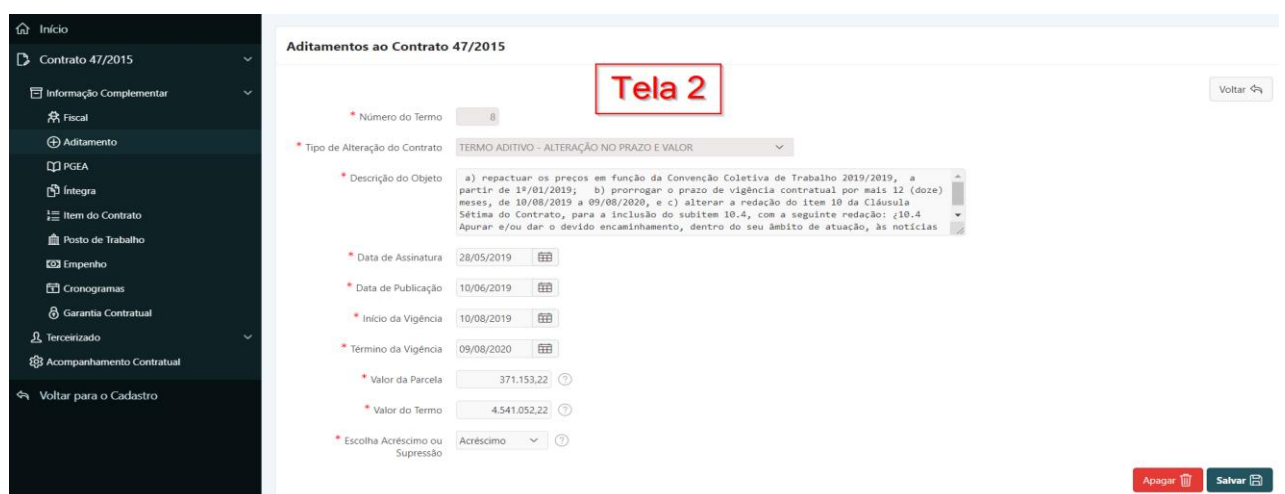 Início
Contrato 47/2015
Informação Complementar
Fiscal
Aditamento
PGEA
Íntegra
Item do Contrato
Posto de Trabalho
Empenho
Cronogramas
Garantia Contratual
Terceirizado
Acompanhamento Contratual
Voltar para o Cadastro
Aditamentos ao Contrato 47/2015
Tela 2
Voltar
* Número do Termo 8
* Tipo de Alteração do Contrato TERMO ADITIVO - ALTERAÇÃO NO PRAZO E VALOR
* Descrição do Objeto a) repactuar os preços em função da Convenção Coletiva de Trabalho 2019/2019, a
partir de 1º/01/2019; b) prorrogar o prazo de vigência contratual por mais 12 (doze)
meses, de 10/08/2019 a 09/08/2020, e c) alterar a redação do item 10 da Cláusula
Sétima do Contrato, para a inclusão do subitem 10.4, com a seguinte redação: ¿10.4
Apurar e/ou dar o devido encaminhamento, dentro do seu âmbito de atuação, às notícias
* Data de Assinatura 28/05/2019
* Data de Publicação 10/06/2019
* Início da Vigência 10/08/2019
* Término da Vigência 09/08/2020
* Valor da Parcela 371.153,22 ?
* Valor do Termo 4.541.052,22 ?
* Escolha Acréscimo ou Acréscimo ?
Supressão
Apagar Salvar